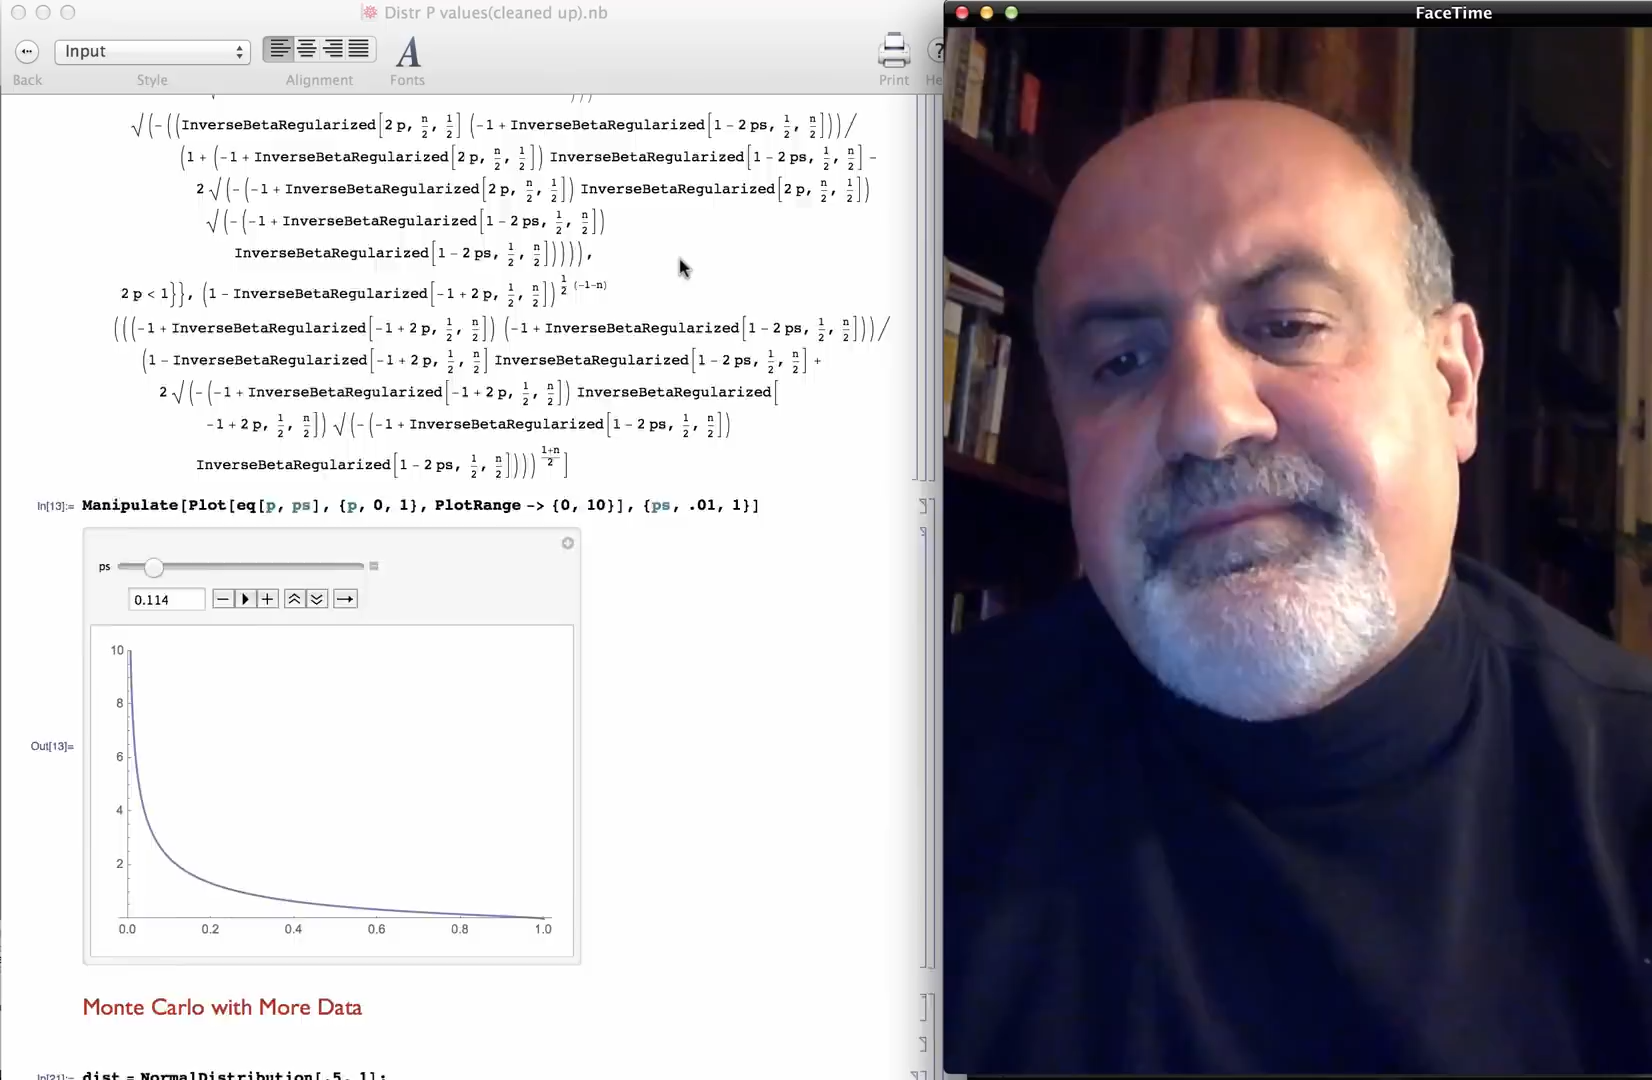 Distr P values(cleaned up).nb
FaceTime
Input
Back
Style
Alignment
Fonts
Print
)))
√(-((InverseBetaRegularized[2 p, n/2, 1/2] (-1 + InverseBetaRegularized[1 - 2 ps, 1/2, n/2]))/
(1 + (-1 + InverseBetaRegularized[2 p, n/2, 1/2]) InverseBetaRegularized[1 - 2 ps, 1/2, n/2] -
2 √(-(-1 + InverseBetaRegularized[2 p, n/2, 1/2]) InverseBetaRegularized[2 p, n/2, 1/2])
√(-(-1 + InverseBetaRegularized[1 - 2 ps, 1/2, n/2])
InverseBetaRegularized[1 - 2 ps, 1/2, n/2])))),
2 p < 1}}, (1 - InverseBetaRegularized[-1 + 2 p, 1/2, n/2])^1/2 (-1-n)
(((-1 + InverseBetaRegularized[-1 + 2 p, 1/2, n/2]) (-1 + InverseBetaRegularized[1 - 2 ps, 1/2, n/2]))/
(1 - InverseBetaRegularized[-1 + 2 p, 1/2, n/2] InverseBetaRegularized[1 - 2 ps, 1/2, n/2] +
2 √(-(-1 + InverseBetaRegularized[-1 + 2 p, 1/2, n/2]) InverseBetaRegularized[
-1 + 2 p, 1/2, n/2]) √(-(-1 + InverseBetaRegularized[1 - 2 ps, 1/2, n/2])
InverseBetaRegularized[1 - 2 ps, 1/2, n/2])))^1+n/2]
In[13]:= Manipulate[Plot[eq[p, ps], {p, 0, 1}, PlotRange -> {0, 10}], {ps, .01, 1}]
ps
0.114
10
8
6
4
2
0.0 0.2 0.4 0.6 0.8 1.0
Out[13]=
Monte Carlo with More Data
In[21]:= dist = NormalDistribution[.5, 1];